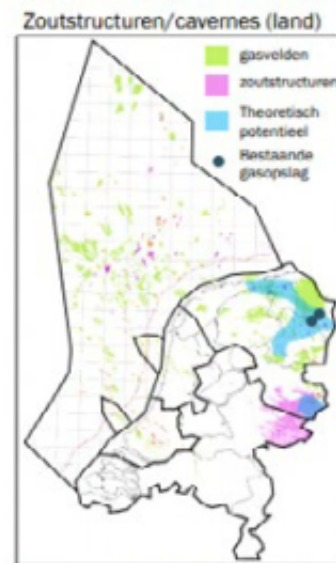 Zoutstructuren/cavernes (land)
gasvelden
zoutstructuren
Theoretisch
potentieel
Bestaande
gasopslag